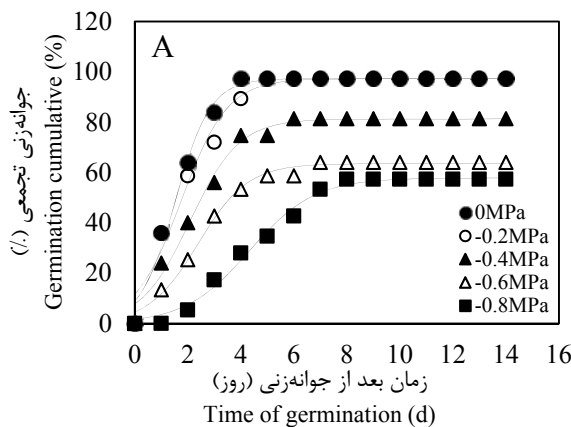 A
جوانه‌زنی تجمعی (٪)
Germination cumulative (%)
120
100
80
60
40
20
0
0MPa
-0.2MPa
-0.4MPa
-0.6MPa
-0.8MPa
0 2 4 6 8 10 12 14 16
زمان بعد از جوانه‌زنی (روز)
Time of germination (d)